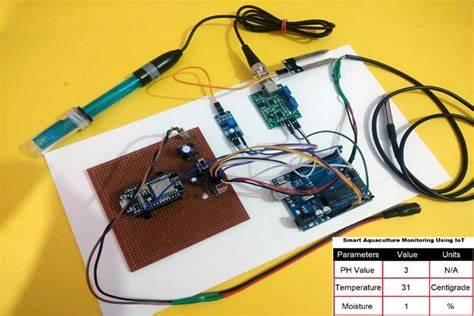 Smart Aquaculture Monitoring Using IoT
Parameters Value Units
PH Value 3 N/A
Temperature 31 Centigrade
Moisture 1 %